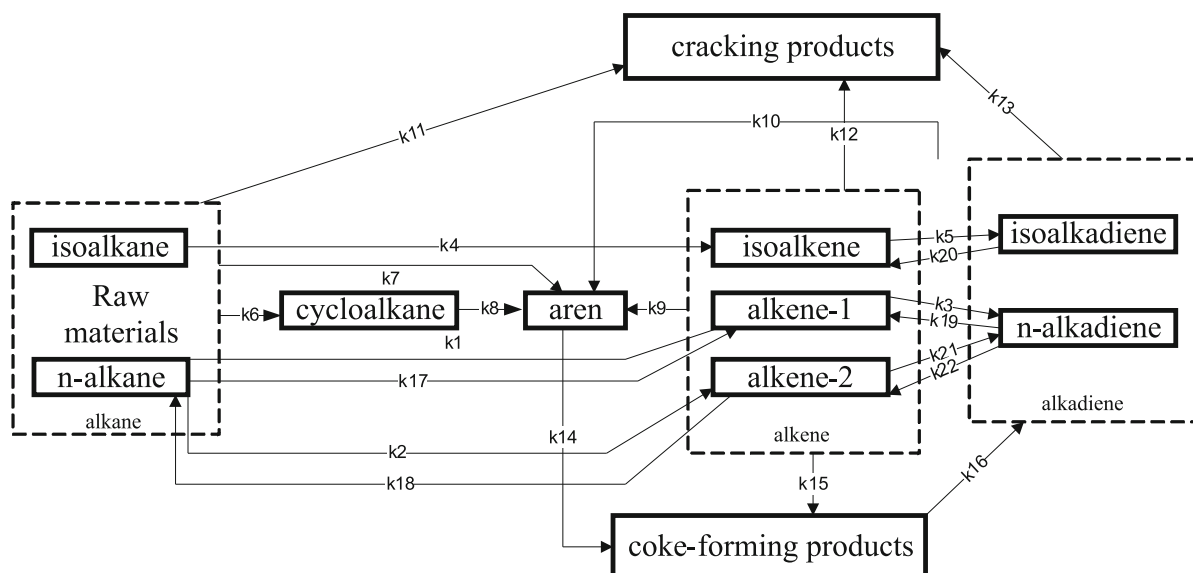 cracking products
k11
k10
k12
k13
isoalkane
k4
isoalkene
k5
isoalkadiene
k20
Raw
materials
k7
k6
cycloalkane
k8
aren
k9
alkene-1
k3
k19
n-alkadiene
k1
n-alkane
k17
alkene-2
k21
k22
alkane
alkadiene
k2
k14
alkene
k18
k15
k16
coke-forming products